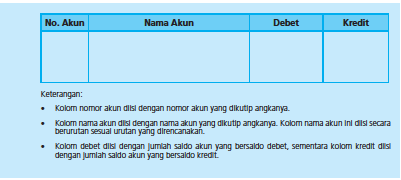 No. Akun Nama Akun Debet Kredit
Keterangan:
• Kolom nomor akun diisi dengan nomor akun yang dikutip angkanya.
• Kolom nama akun diisi dengan nama akun yang dikutip angkanya. Kolom nama akun ini diisi secara
berurutan sesuai urutan yang direncanakan.
• Kolom debet diisi dengan jumlah saldo akun yang bersaldo debet, sementara kolom kredit diisi
dengan jumlah saldo akun yang bersaldo kredit.